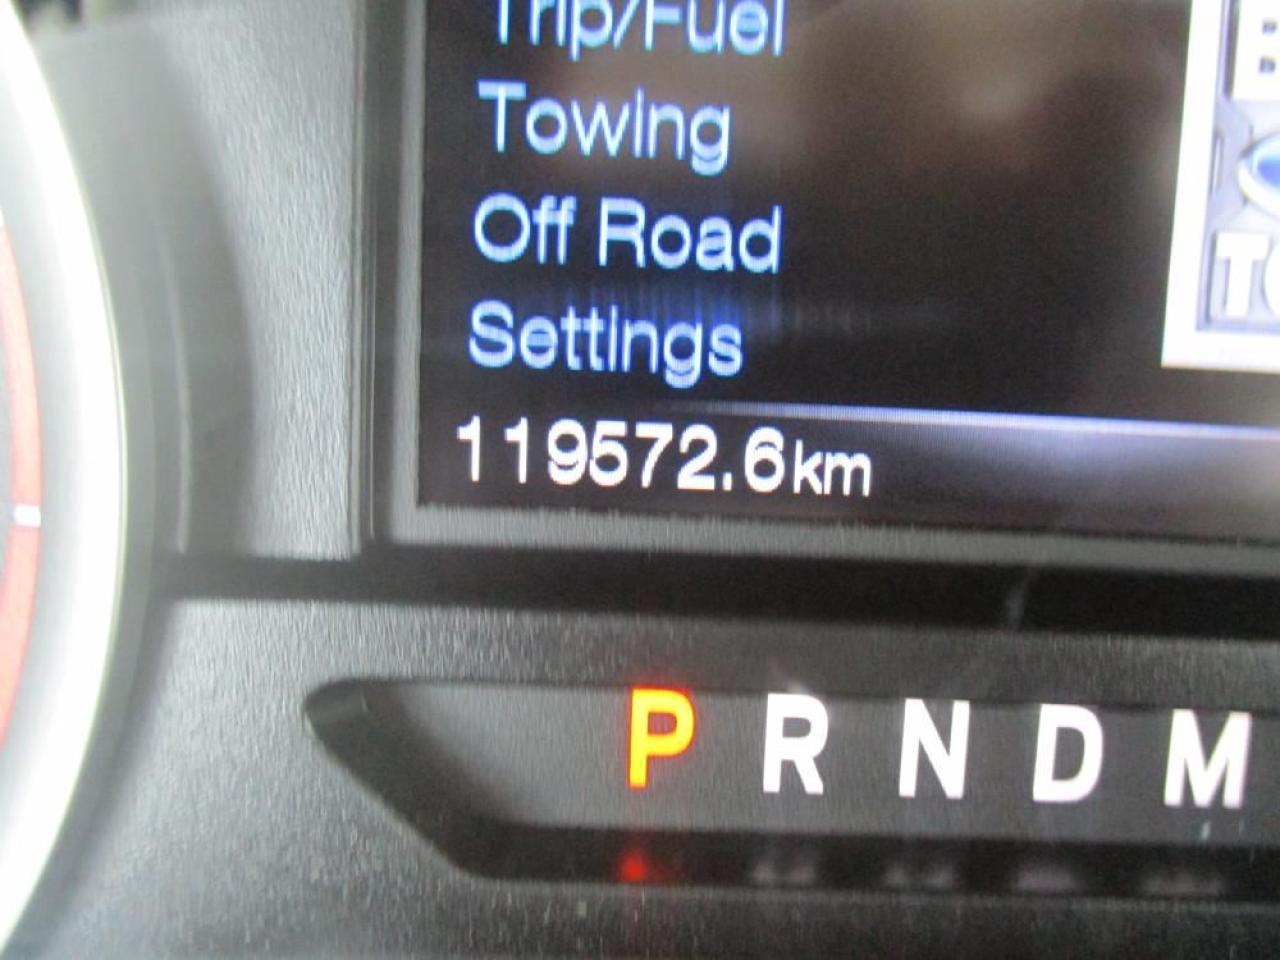 Trip/Fuel
Towing
Off Road
Settings
119572.6km
P R N D M